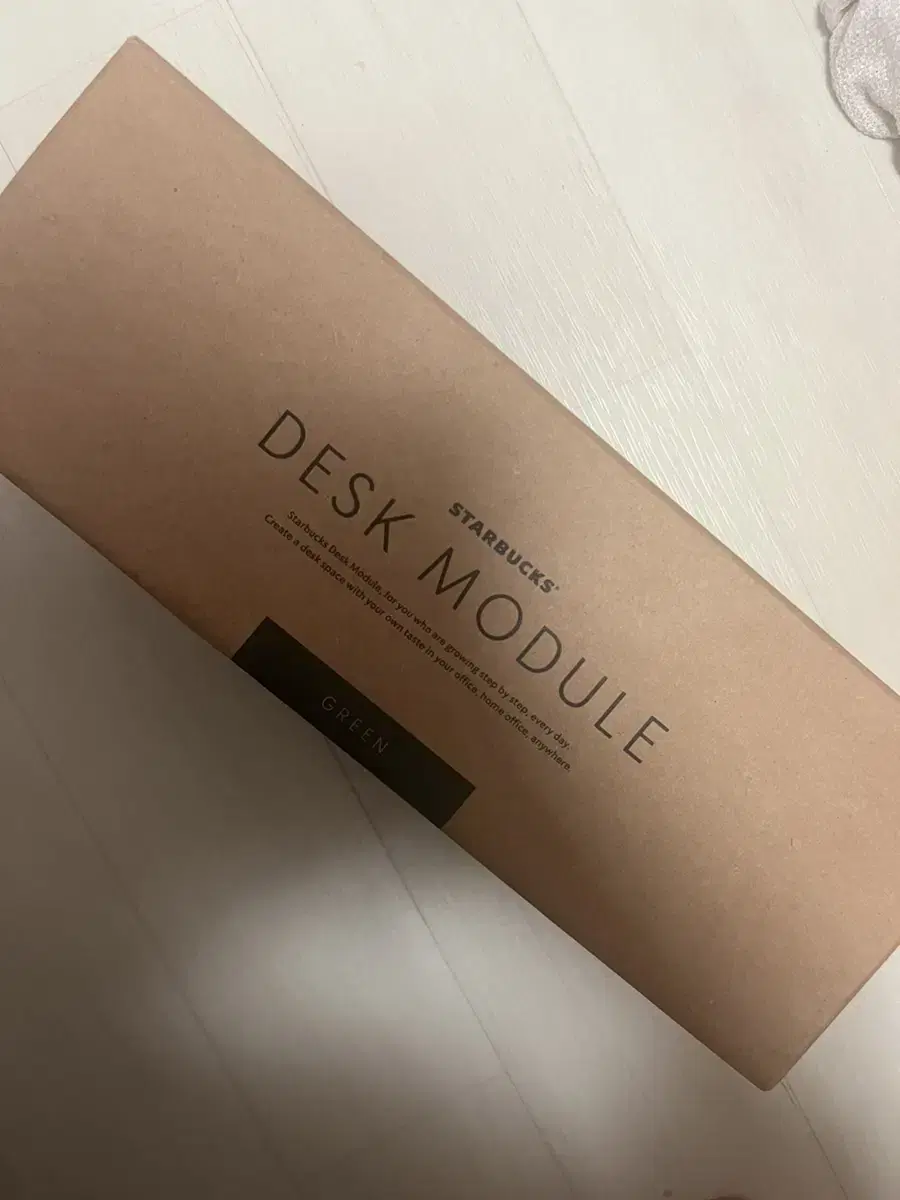 STARBUCKS®
DESK MODULE
Starbucks Desk Module, for you who are growing step by step, every day.
Create a desk space with your own taste in your office, home office, anywhere.
GREEN